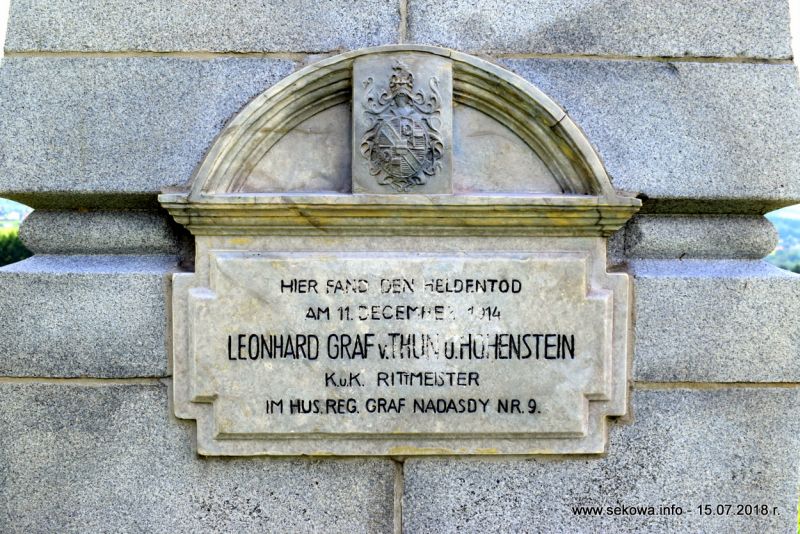 HIER FAND DEN HELDENTOD
AM 11. DECEMBER 1914
LEONHARD GRAF v. THUN u. HOHENSTEIN
K.u.K. RITTMEISTER
IM HUS. REG. GRAF NADASDY NR. 9.
www.sekowa.info - 15.07.2018 r.